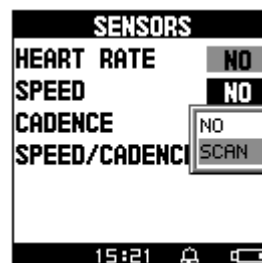 SENSORS
HEART RATE NO
SPEED NO
CADENCE NO
SPEED/CADENC SCAN
15:21